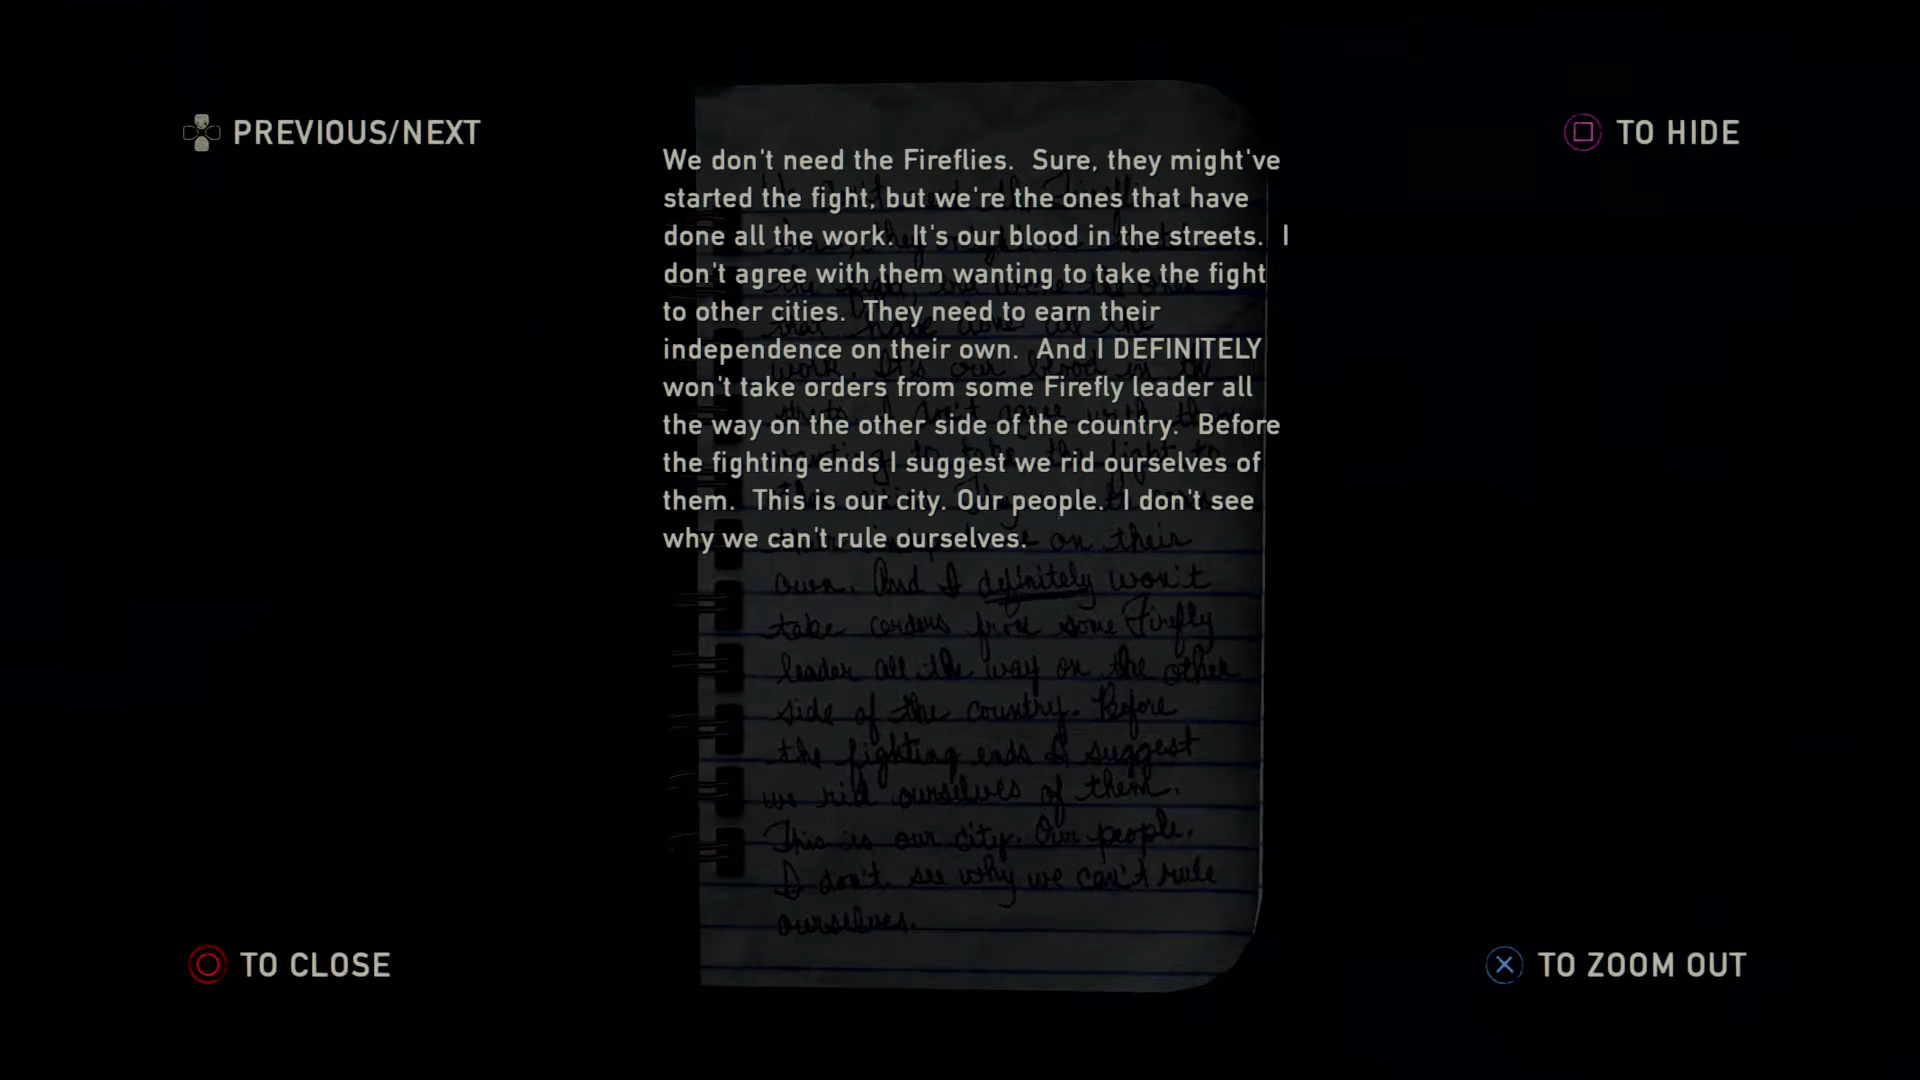 PREVIOUS/NEXT
TO HIDE
We don't need the Fireflies.  Sure, they might've
started the fight, but we're the ones that have
done all the work.  It's our blood in the streets.  I
don't agree with them wanting to take the fight
to other cities.  They need to earn their
independence on their own.  And I DEFINITELY
won't take orders from some Firefly leader all
the way on the other side of the country.  Before
the fighting ends I suggest we rid ourselves of
them.  This is our city. Our people.  I don't see
why we can't rule ourselves.
on their
own. And I definitely won't
take orders from some Firefly
leader all the way on the other
side of the country. Before
the fighting ends I suggest
we rid ourselves of them.
This is our city. Our people.
I don't see why we can't rule
ourselves.
TO CLOSE
TO ZOOM OUT